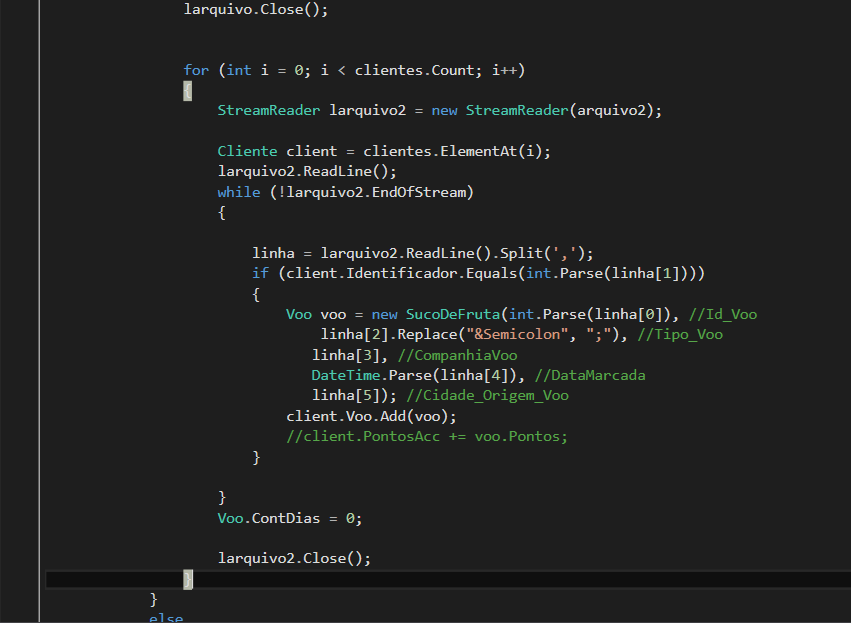 larquivo.Close();
for (int i = 0; i < clientes.Count; i++)
{
StreamReader larquivo2 = new StreamReader(arquivo2);
Cliente client = clientes.ElementAt(i);
larquivo2.ReadLine();
while (!larquivo2.EndOfStream)
{
linha = larquivo2.ReadLine().Split(',');
if (client.Identificador.Equals(int.Parse(linha[1])))
{
Voo voo = new SucoDeFruta(int.Parse(linha[0]), //Id_Voo
linha[2].Replace("&Semicolon", ";"), //Tipo_Voo
linha[3], //CompanhiaVoo
DateTime.Parse(linha[4]), //DataMarcada
linha[5]); //Cidade_Origem_Voo
client.Voo.Add(voo);
//client.PontosAcc += voo.Pontos;
}
}
Voo.ContDias = 0;
larquivo2.Close();
}
}
else